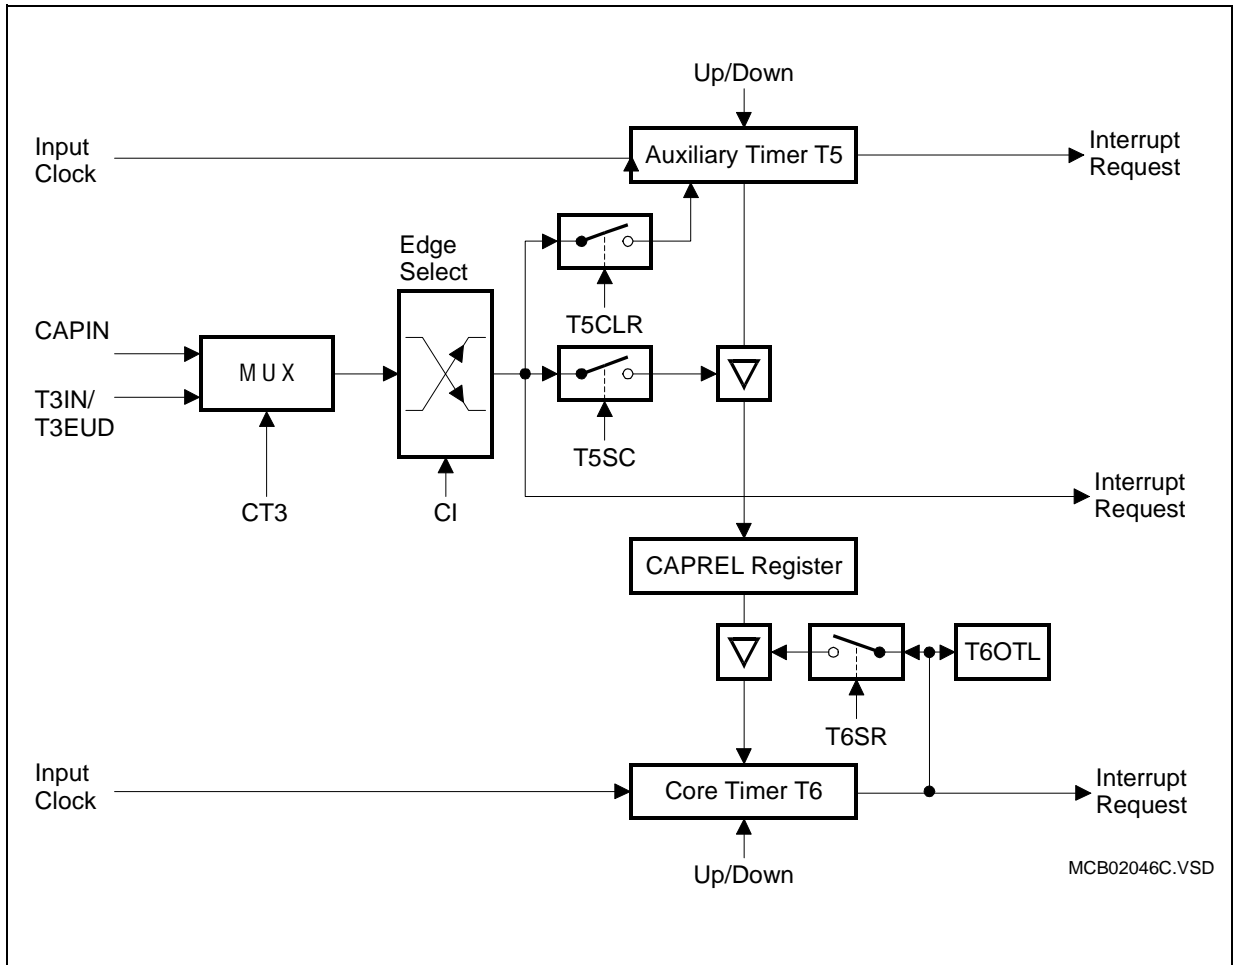 Up/Down
Input
Clock
Auxiliary Timer T5
Interrupt
Request
Edge
Select
T5CLR
CAPIN
MUX
T3IN/
T3EUD
T5SC
CT3
CI
Interrupt
Request
CAPREL Register
T6OTL
T6SR
Input
Clock
Core Timer T6
Interrupt
Request
Up/Down
MCB02046C.VSD